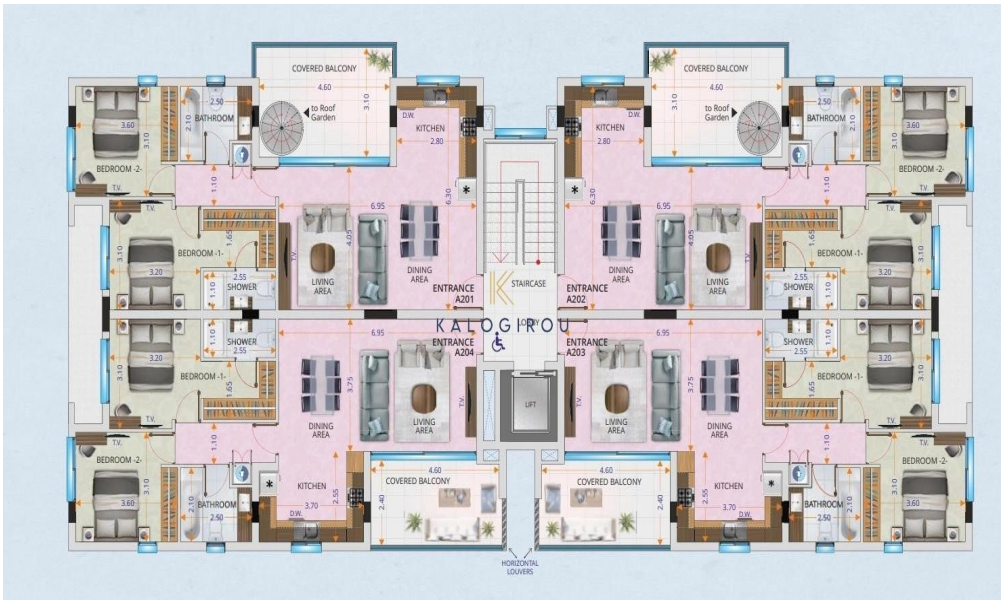 COVERED BALCONY
4.60
3.10
to Roof
Garden
2.50
2.10
BATHROOM
3.60
3.10
BEDROOM -2-
T.V.
D.W.
KITCHEN
2.80
*
6.30
1.10
6.95
4.05
T.V.
LIVING
AREA
DINING
AREA
T.V.
1.65
BEDROOM -1-
3.10
3.20
2.55
SHOWER
1.10
ENTRANCE
A201
COVERED BALCONY
4.60
3.10
to Roof
Garden
2.50
2.10
BATHROOM
3.60
3.10
BEDROOM -2-
T.V.
D.W.
KITCHEN
2.80
*
6.30
1.10
6.95
4.05
T.V.
LIVING
AREA
DINING
AREA
T.V.
1.65
BEDROOM -1-
3.10
3.20
2.55
SHOWER
1.10
ENTRANCE
A202
K
STAIRCASE
LOBBY
KALOGIROU
LIFT
ENTRANCE
A204
6.95
3.75
SHOWER
1.10
2.55
3.20
3.10
BEDROOM -1-
1.65
T.V.
DINING
AREA
LIVING
AREA
T.V.
1.10
T.V.
BEDROOM -2-
3.10
3.60
2.10
BATHROOM
2.50
*
KITCHEN
2.55
3.70
D.W.
4.60
COVERED BALCONY
2.40
ENTRANCE
A203
6.95
3.75
SHOWER
1.10
2.55
3.20
3.10
BEDROOM -1-
1.65
T.V.
LIVING
AREA
DINING
AREA
T.V.
1.10
T.V.
BEDROOM -2-
3.10
3.60
2.10
BATHROOM
2.50
*
KITCHEN
2.55
3.70
D.W.
4.60
COVERED BALCONY
2.40
HORIZONTAL
LOUVERS